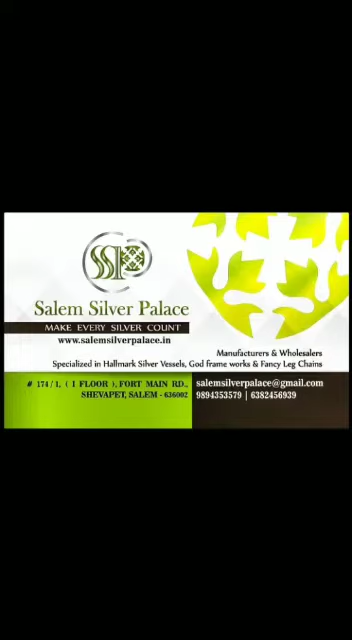 SSP
Salem Silver Palace
MAKE EVERY SILVER COUNT
www.salemsilverpalace.in
Manufacturers & Wholesalers
Specialized in Hallmark Silver Vessels, God frame works & Fancy Leg Chains
# 174 / 1, ( I FLOOR ), FORT MAIN RD.,
SHEVAPET, SALEM - 636002
salemsilverpalace@gmail.com
9894353579 | 6382456939